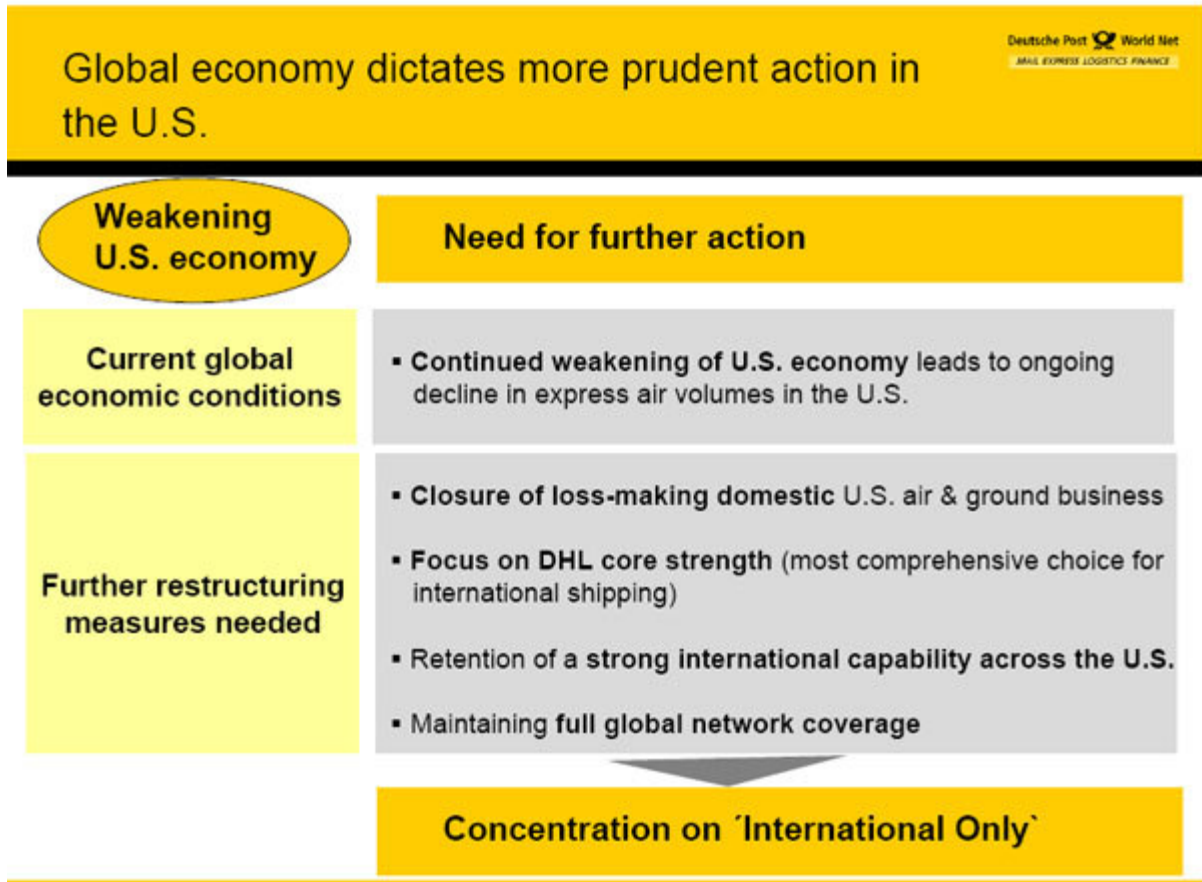 Global economy dictates more prudent action in
the U.S.
Deutsche Post World Net
MAIL EXPRESS LOGISTICS FINANCE
Weakening
U.S. economy
Need for further action
Current global
economic conditions
▪ Continued weakening of U.S. economy leads to ongoing
decline in express air volumes in the U.S.
Further restructuring
measures needed
▪ Closure of loss-making domestic U.S. air & ground business
▪ Focus on DHL core strength (most comprehensive choice for
international shipping)
▪ Retention of a strong international capability across the U.S.
▪ Maintaining full global network coverage
Concentration on ´International Only`